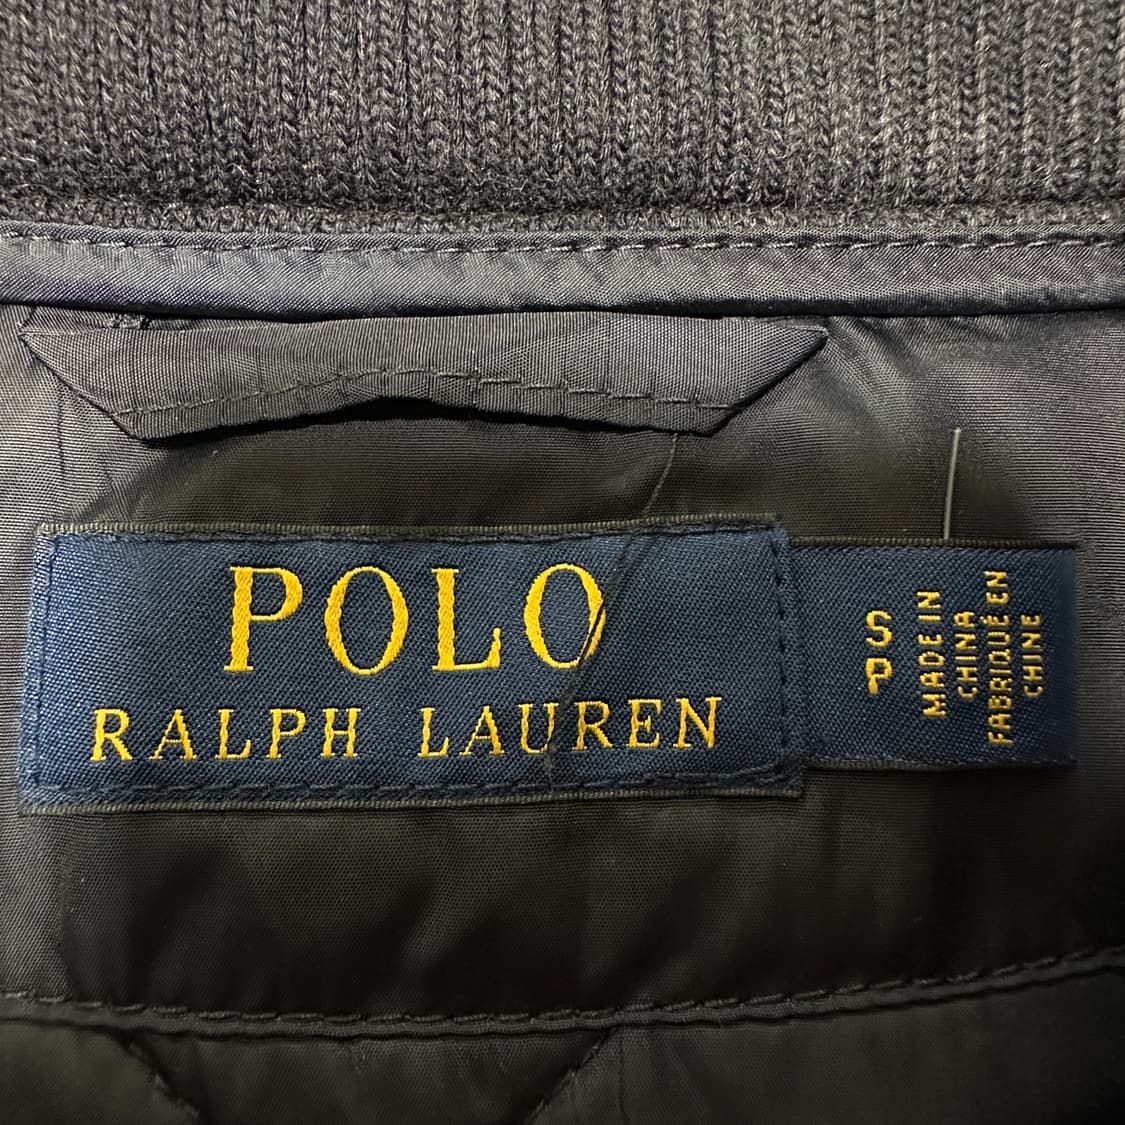 POLO
RALPH LAUREN
S
P
MADE IN
CHINA
FABRIQUÉ EN
CHINE